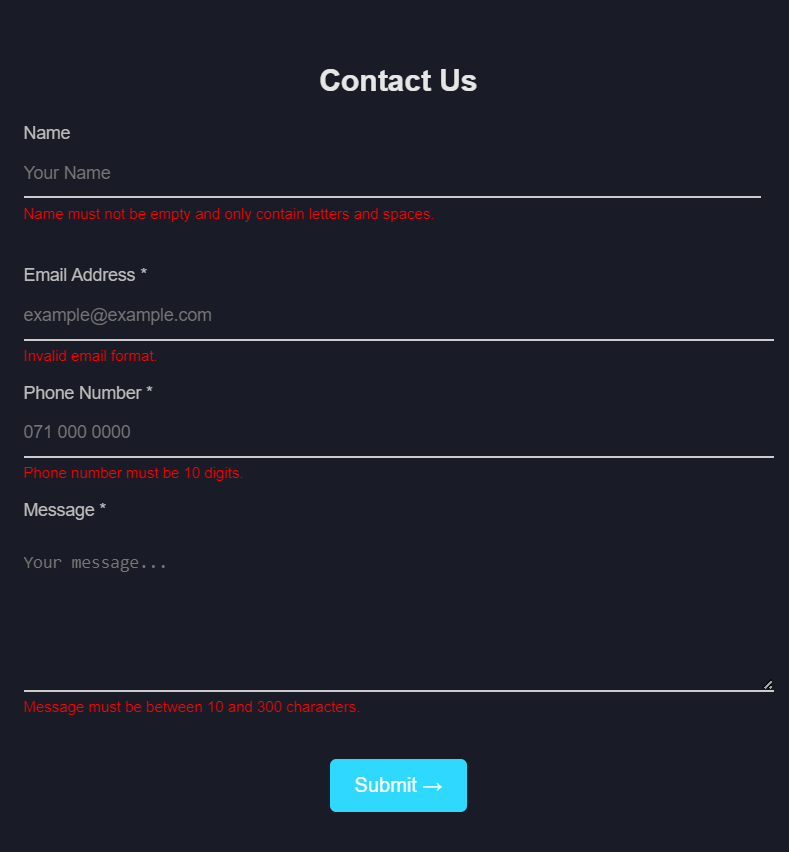 Contact Us
Name
Your Name
Name must not be empty and only contain letters and spaces.
Email Address *
example@example.com
Invalid email format.
Phone Number *
071 000 0000
Phone number must be 10 digits.
Message *
Your message...
Message must be between 10 and 300 characters.
Submit →